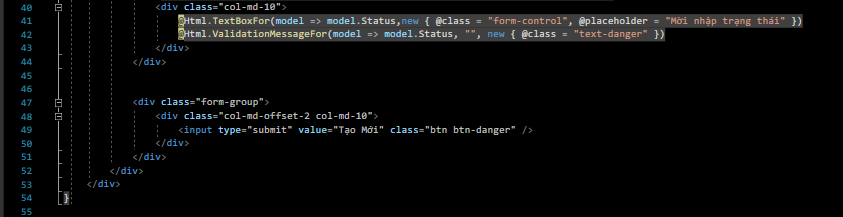 40 <div class="col-md-10">
41 @Html.TextBoxFor(model => model.Status,new { @class = "form-control", @placeholder = "Mời nhập trạng thái" })
42 @Html.ValidationMessageFor(model => model.Status, "", new { @class = "text-danger" })
43 </div>
44 </div>
45
46
47 <div class="form-group">
48 <div class="col-md-offset-2 col-md-10">
49 <input type="submit" value="Tạo Mới" class="btn btn-danger" />
50 </div>
51 </div>
52 </div>
53 </div>
54 }
55